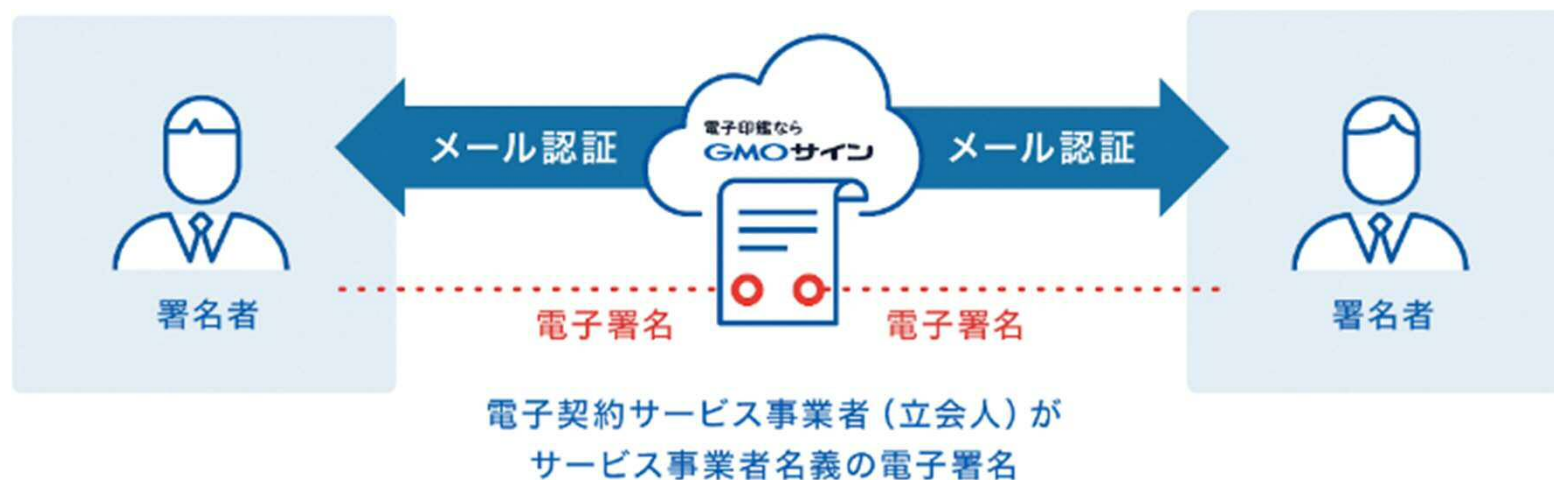 電子印鑑なら
GMOサイン
メール認証
メール認証
署名者
電子署名
電子署名
署名者
電子契約サービス事業者（立会人）が
サービス事業者名義の電子署名